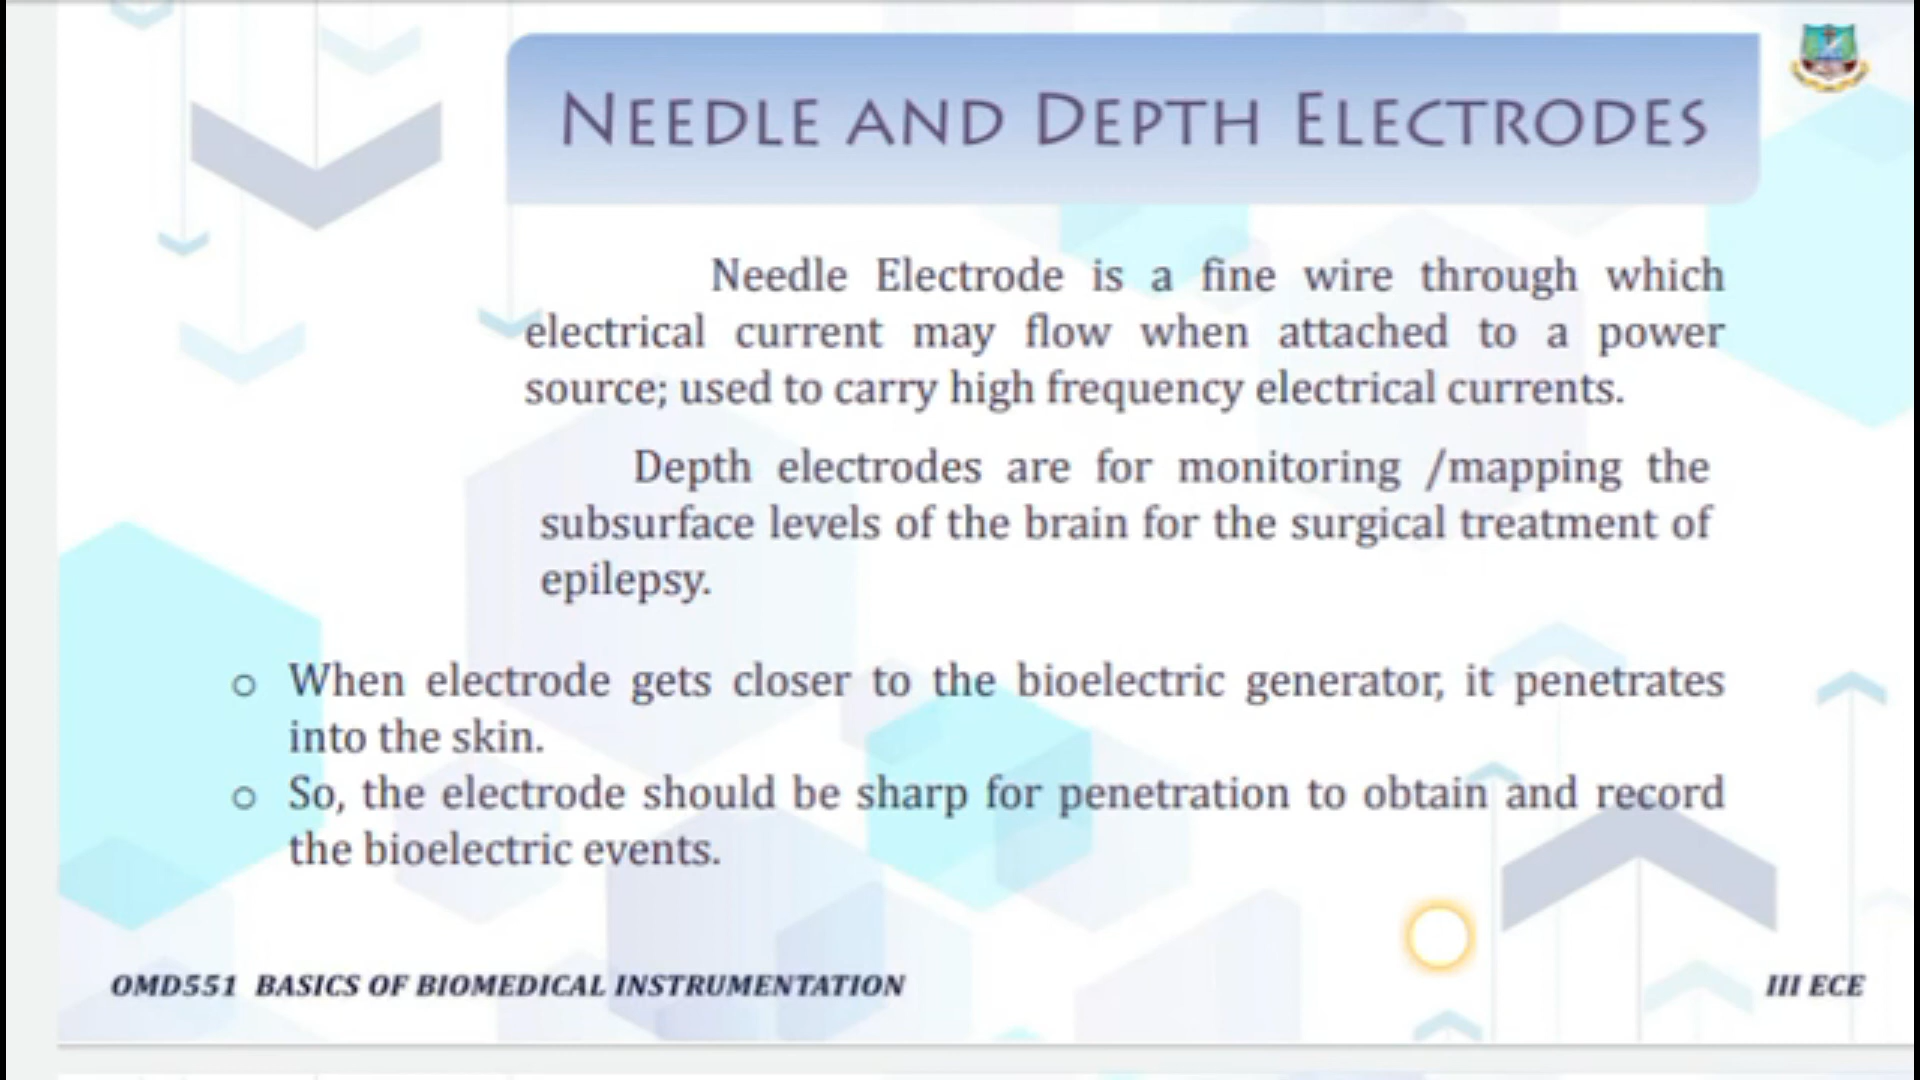 NEEDLE AND DEPTH ELECTRODES
Needle Electrode is a fine wire through which
electrical current may flow when attached to a power
source; used to carry high frequency electrical currents.
Depth electrodes are for monitoring /mapping the
subsurface levels of the brain for the surgical treatment of
epilepsy.
o When electrode gets closer to the bioelectric generator, it penetrates
into the skin.
o So, the electrode should be sharp for penetration to obtain and record
the bioelectric events.
OMD551 BASICS OF BIOMEDICAL INSTRUMENTATION
III ECE